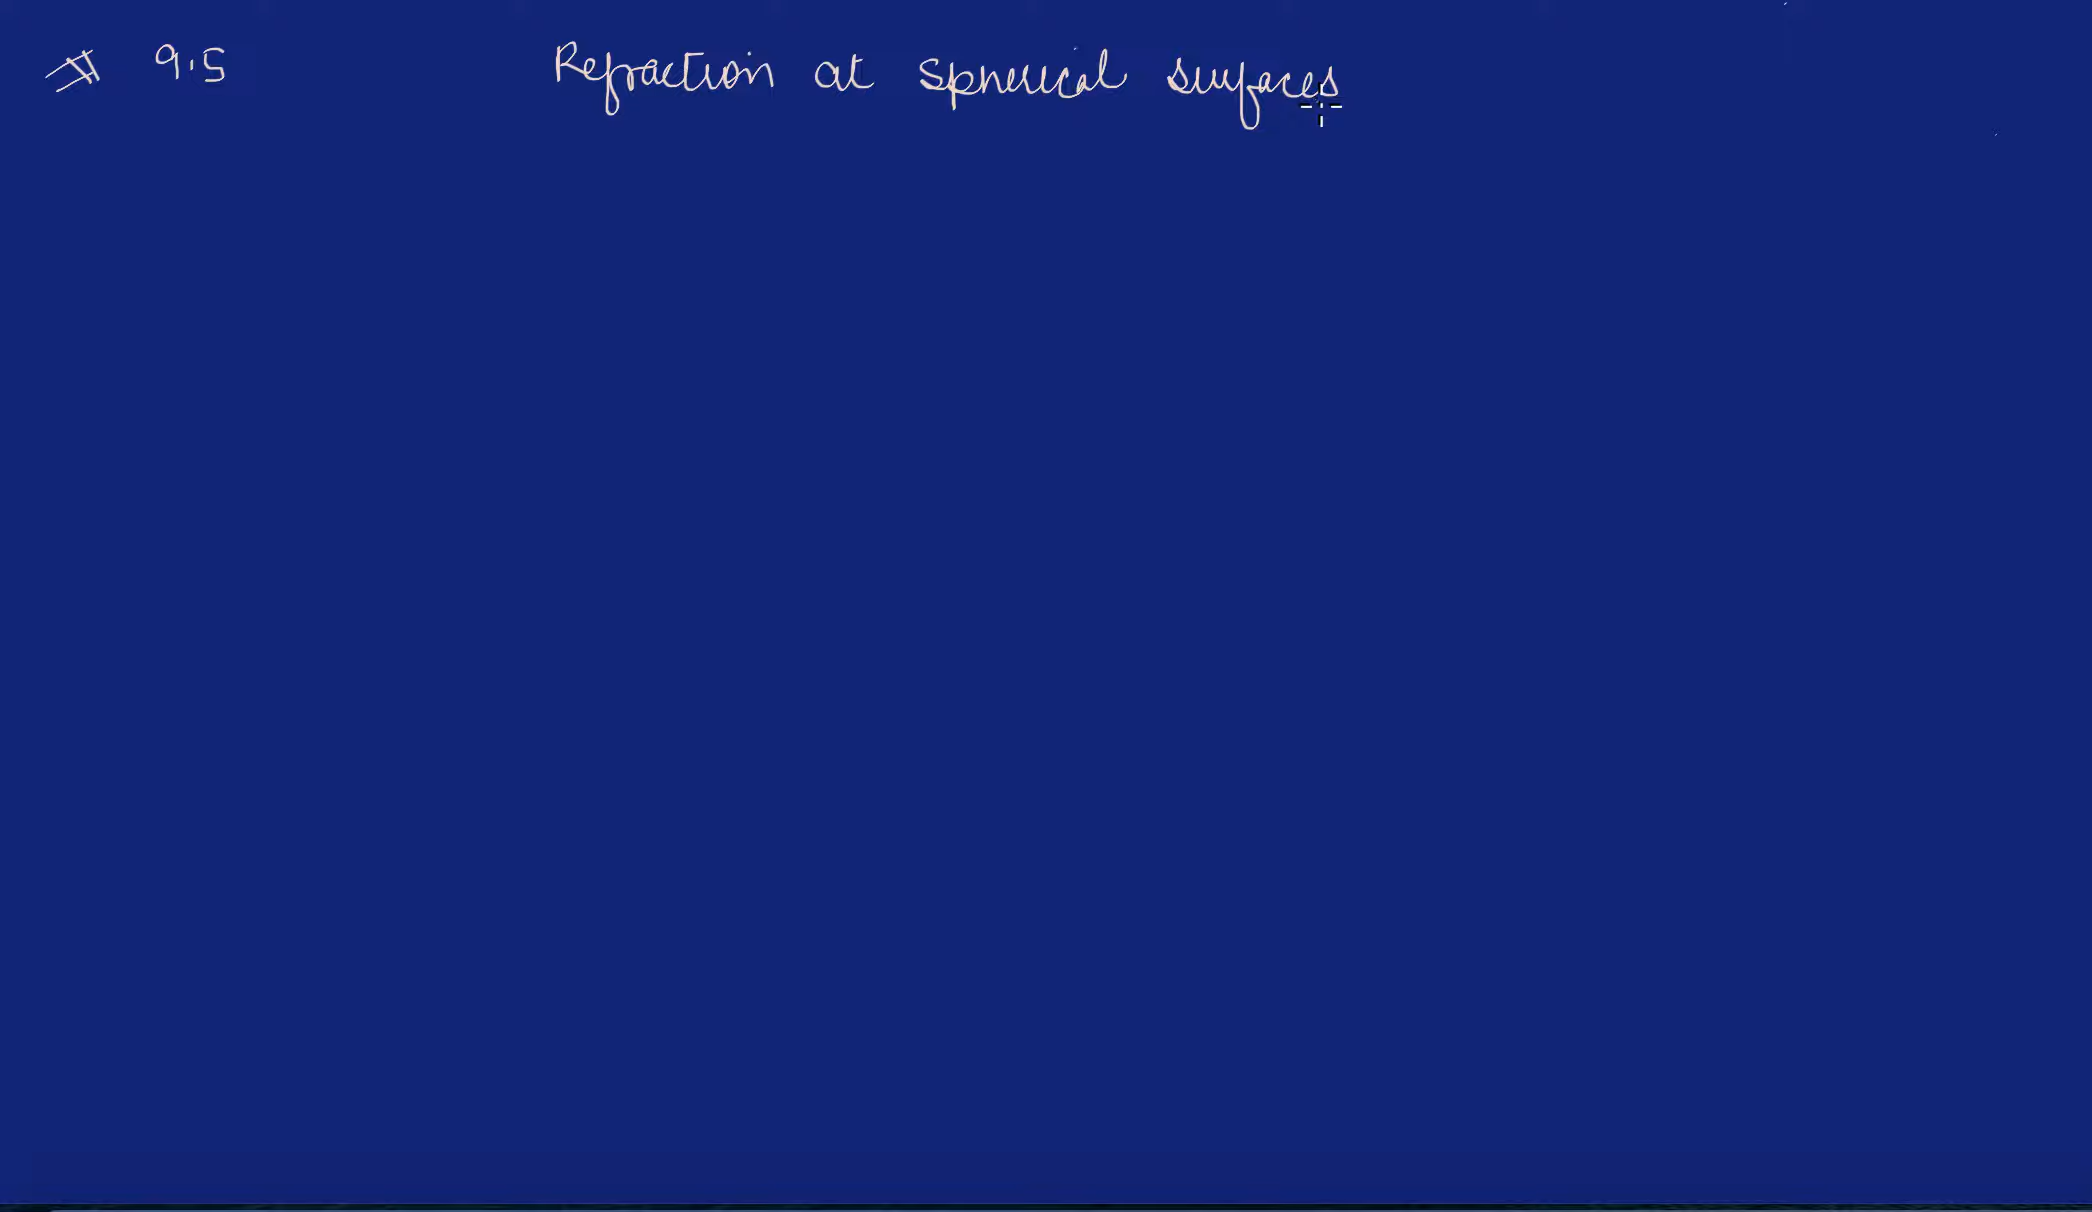 ⇒ 9.5 Refraction at spherical surfaces